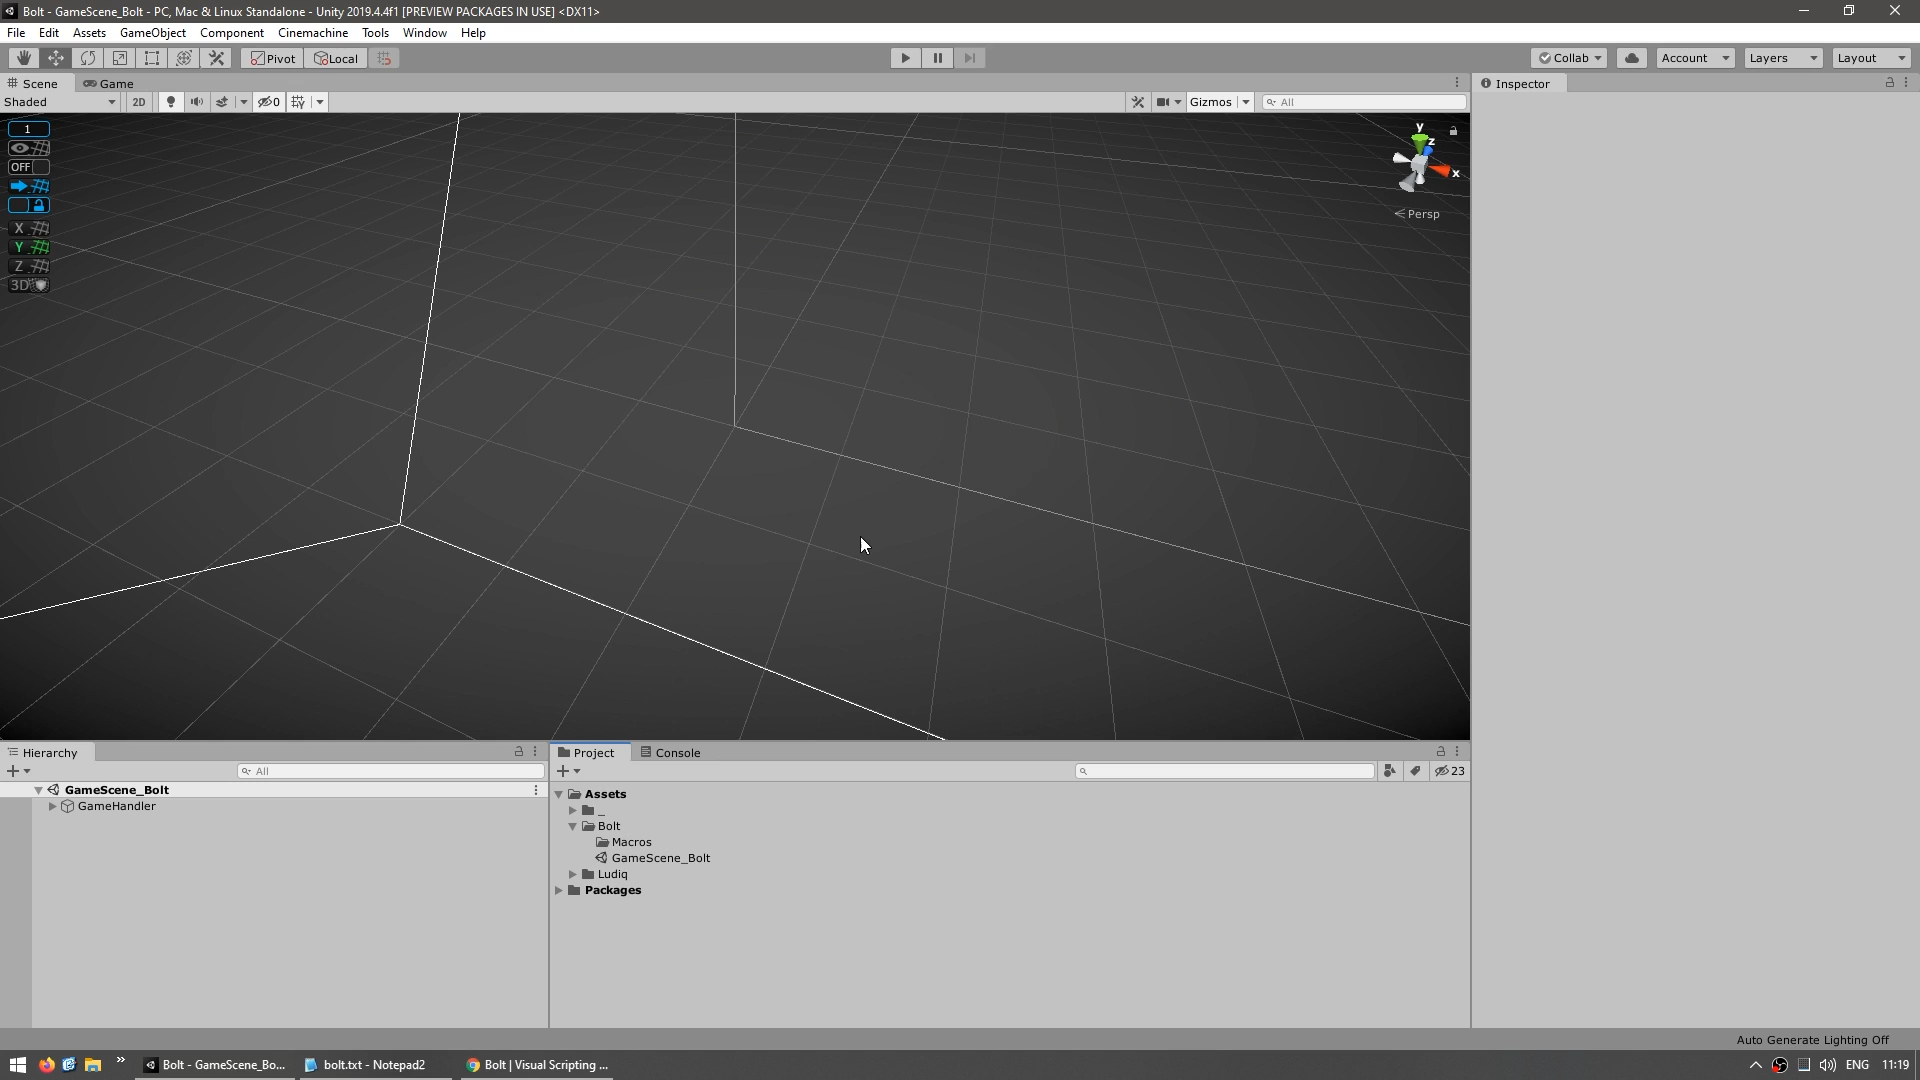 Bolt - GameScene_Bolt - PC, Mac & Linux Standalone - Unity 2019.4.4f1 [PREVIEW PACKAGES IN USE] <DX11>
File Edit Assets GameObject Component Cinemachine Tools Window Help
Pivot Local Collab Account Layers Layout
Scene Game Inspector
Shaded 2D 0 Gizmos All
1
OFF
X
Y
Z
3D
y
z
x
Persp
Hierarchy Project Console
All 23
GameScene_Bolt
GameHandler
Assets
_
Bolt
Macros
GameScene_Bolt
Ludiq
Packages
Auto Generate Lighting Off
Bolt - GameScene_Bo... bolt.txt - Notepad2 Bolt | Visual Scripting ... ENG 11:19